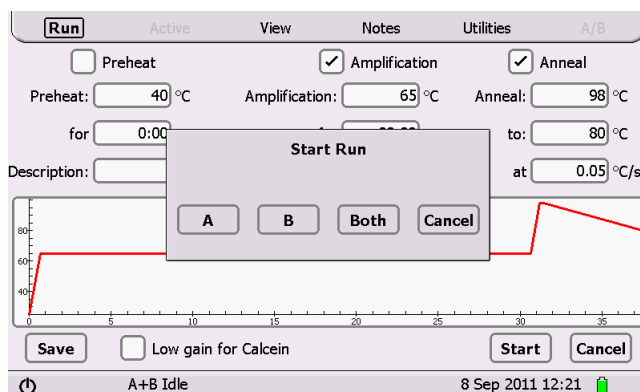 Run Active View Notes Utilities A/B
Preheat Amplification Anneal
Preheat: 40 °C Amplification: 65 °C Anneal: 98 °C
for 0:00 to: 80 °C
Description: at 0.05 °C/s
Start Run
A B Both Cancel
80
60
40
0 5 10 15 20 25 30 35
Save Low gain for Calcein Start Cancel
A+B Idle 8 Sep 2011 12:21